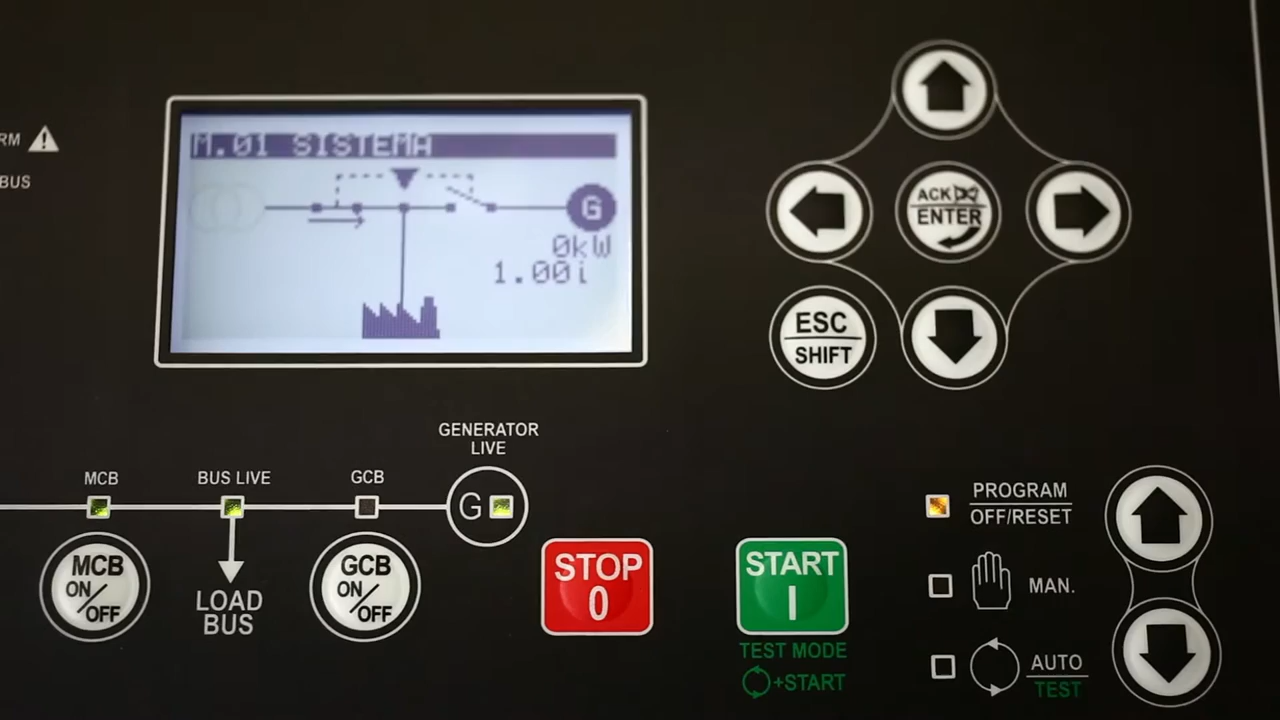 RM
BUS
M.01 SISTEMA
G
0kW
1.00i
ACK
ENTER
ESC
SHIFT
GENERATOR
LIVE
MCB
BUS LIVE
GCB
G
MCB
ON/OFF
LOAD
BUS
GCB
ON/OFF
STOP
0
START
I
TEST MODE
+START
PROGRAM
OFF/RESET
MAN.
AUTO
TEST